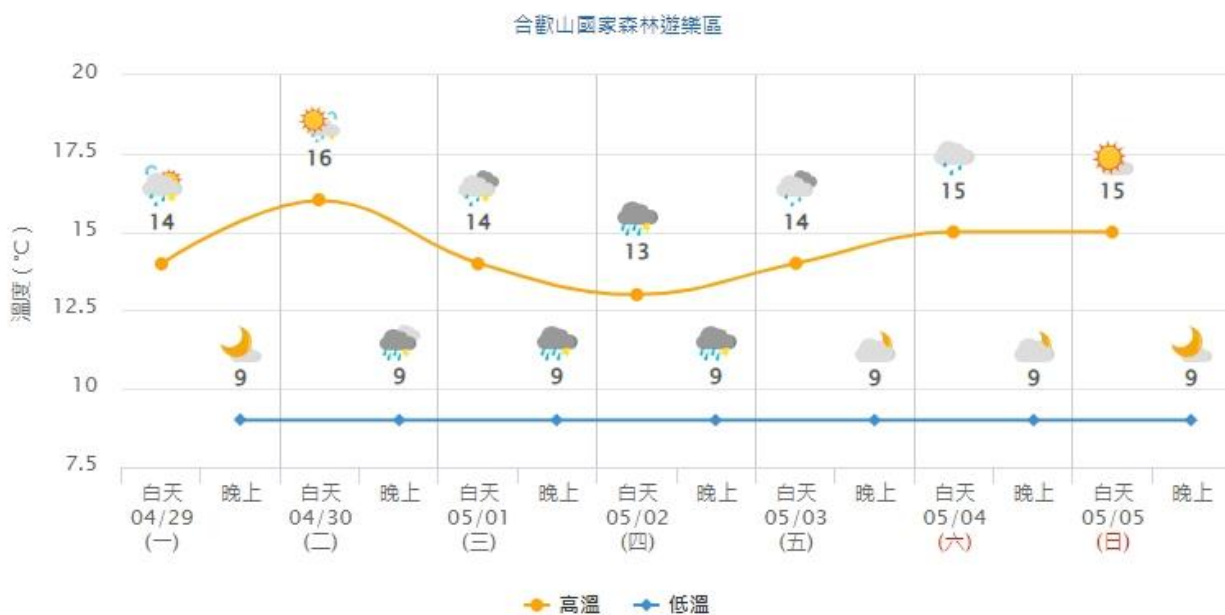 合歡山國家森林遊樂區
20
17.5
15
12.5
10
7.5
溫度 ( °C )
14 16 14 13 14 15 15
9 9 9 9 9 9 9
白天 晚上 白天 晚上 白天 晚上 白天 晚上 白天 晚上 白天 晚上 白天 晚上
04/29 04/30 05/01 05/02 05/03 05/04 05/05
(一) (二) (三) (四) (五) (六) (日)
高溫 低溫